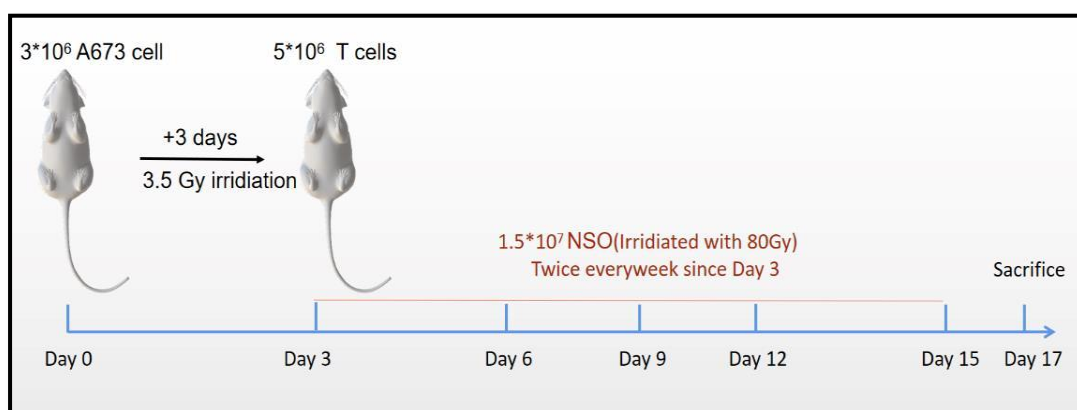 3*10⁶ A673 cell
5*10⁶ T cells
+3 days
3.5 Gy irridiation
1.5*10⁷ NSO(Irridiated with 80Gy)
Twice everyweek since Day 3
Sacrifice
Day 0
Day 3
Day 6
Day 9
Day 12
Day 15
Day 17